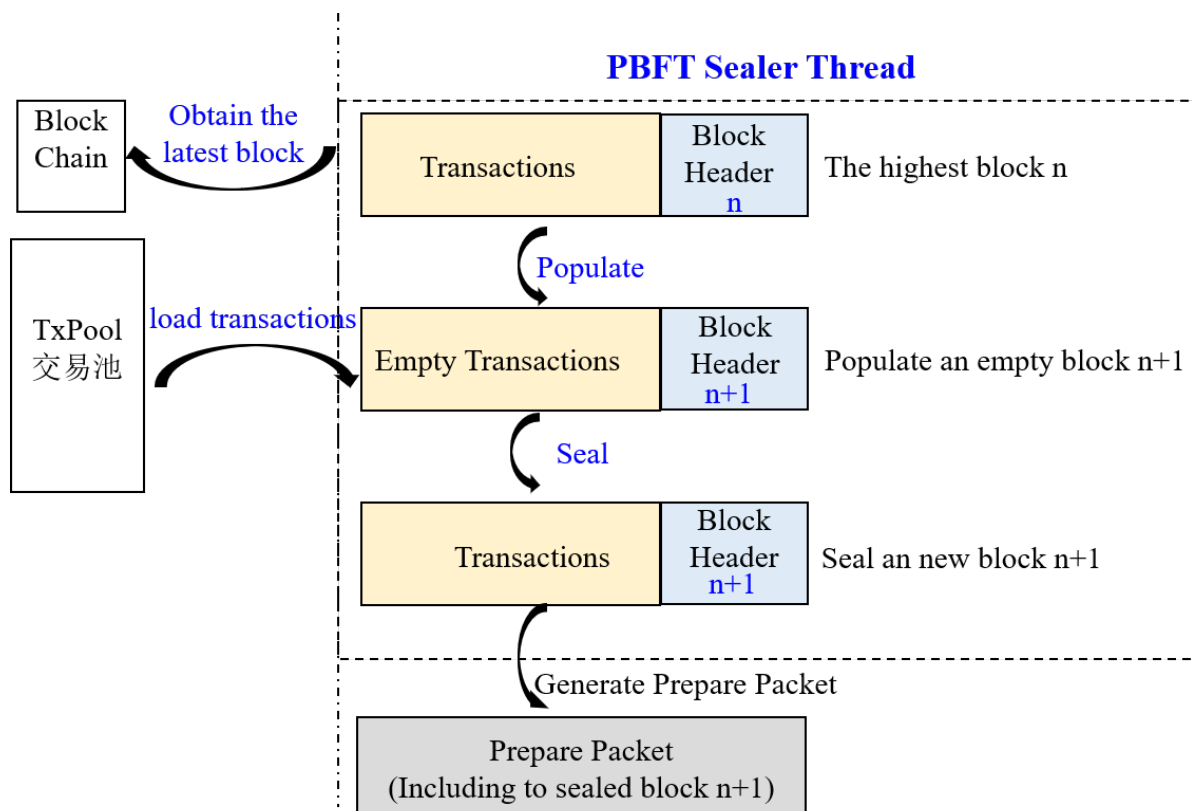 PBFT Sealer Thread
Block
Chain
Obtain the
latest block
Transactions
Block
Header
n
The highest block n
Populate
TxPool
交易池
load transactions
Empty Transactions
Block
Header
n+1
Populate an empty block n+1
Seal
Transactions
Block
Header
n+1
Seal an new block n+1
Generate Prepare Packet
Prepare Packet
(Including to sealed block n+1)